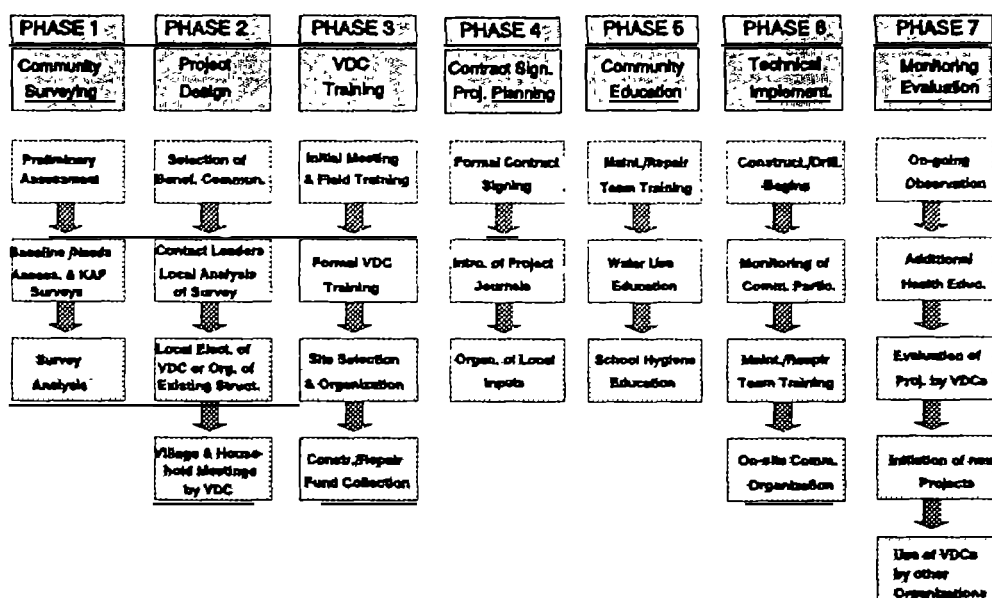 PHASE 1
Community
Surveying
Preliminary
Assessment
Baseline /Needs
Assess. & KAP
Surveys
Survey
Analysis
PHASE 2
Project
Design
Selection of
Benef. Commun.
Contact Leaders
Local Analysis
of Survey
Local Elect. of
VDC or Org. of
Existing Struct.
Village & House-
hold Meetings
by VDC
PHASE 3
VDC
Training
Initial Meeting
& Field Training
Formal VDC
Training
Site Selection
& Organization
Constr./Repair
Fund Collection
PHASE 4
Contract Sign.
Proj. Planning
Formal Contract
Signing
Intro. of Project
Journals
Organ. of Local
Inputs
PHASE 5
Community
Education
Maint./Repair
Team Training
Water Use
Education
School Hygiene
Education
PHASE 6
Technical
Implement.
Construct./Drill.
Begins
Monitoring of
Comm. Partic.
Maint./Repair
Team Training
On-site Comm.
Organization
PHASE 7
Monitoring
Evaluation
On-going
Observation
Additional
Health Educ.
Evaluation of
Proj. by VDCs
Initiation of new
Projects
Use of VDCs
by other
Organizations